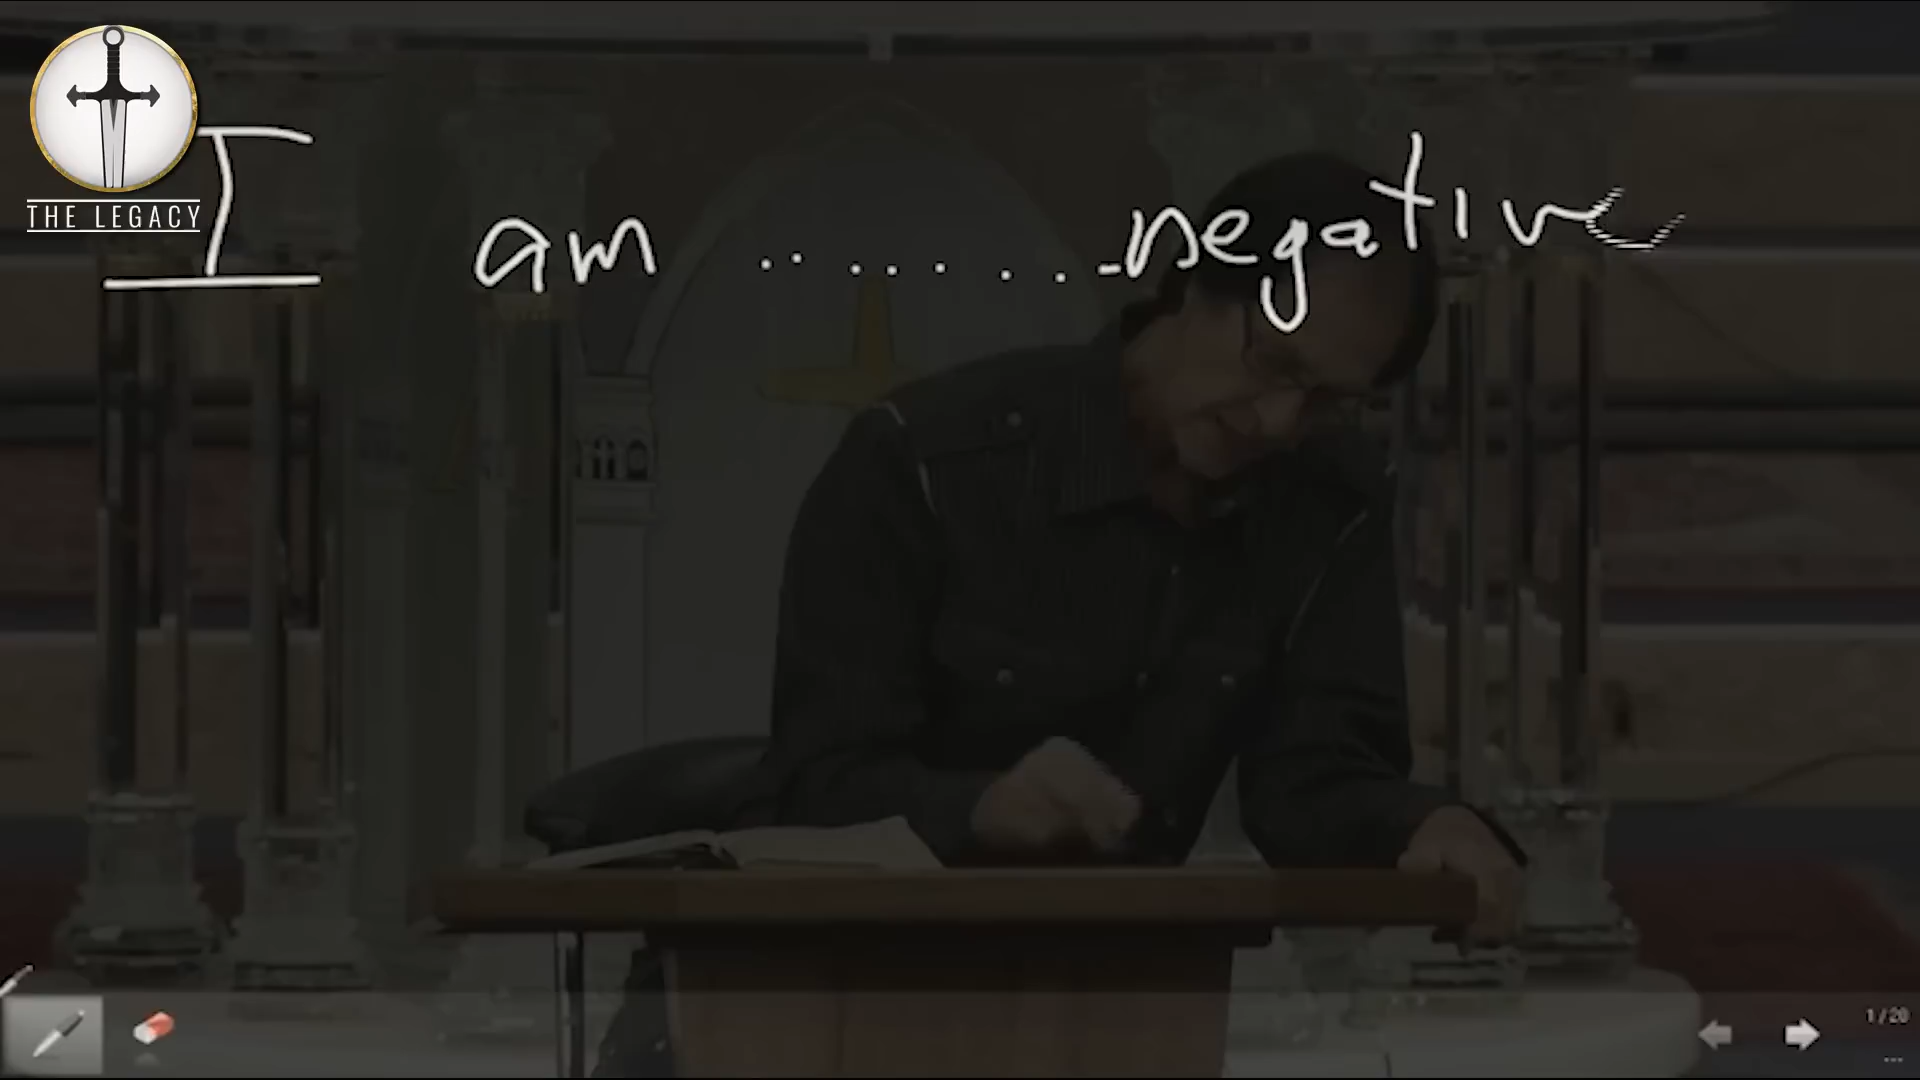 I am ........negative
THE LEGACY
1/20